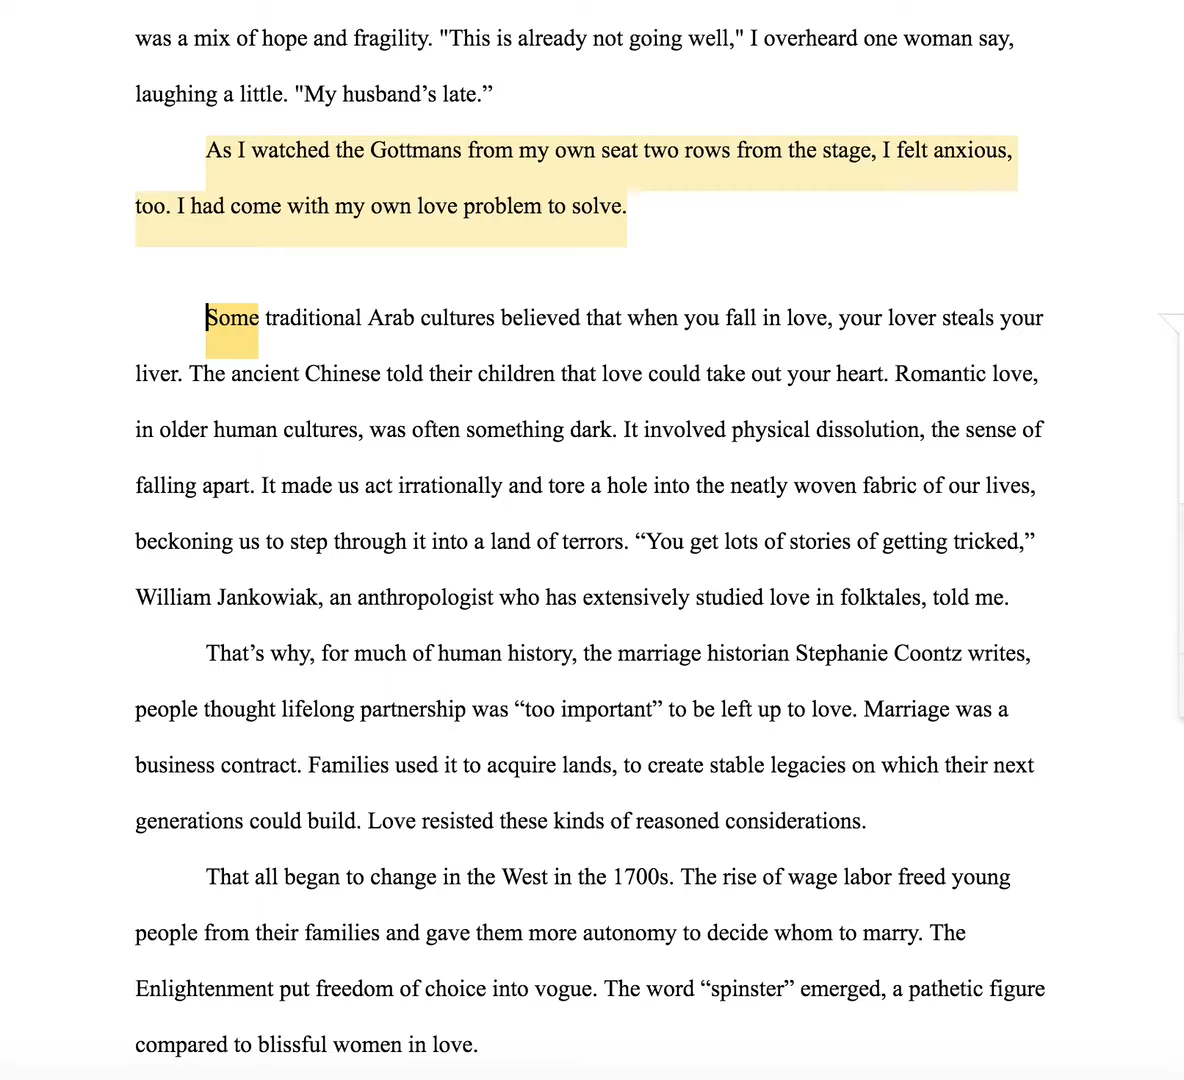 was a mix of hope and fragility. "This is already not going well," I overheard one woman say,
laughing a little. "My husband’s late.”
As I watched the Gottmans from my own seat two rows from the stage, I felt anxious,
too. I had come with my own love problem to solve.
Some traditional Arab cultures believed that when you fall in love, your lover steals your
liver. The ancient Chinese told their children that love could take out your heart. Romantic love,
in older human cultures, was often something dark. It involved physical dissolution, the sense of
falling apart. It made us act irrationally and tore a hole into the neatly woven fabric of our lives,
beckoning us to step through it into a land of terrors. “You get lots of stories of getting tricked,”
William Jankowiak, an anthropologist who has extensively studied love in folktales, told me.
That’s why, for much of human history, the marriage historian Stephanie Coontz writes,
people thought lifelong partnership was “too important” to be left up to love. Marriage was a
business contract. Families used it to acquire lands, to create stable legacies on which their next
generations could build. Love resisted these kinds of reasoned considerations.
That all began to change in the West in the 1700s. The rise of wage labor freed young
people from their families and gave them more autonomy to decide whom to marry. The
Enlightenment put freedom of choice into vogue. The word “spinster” emerged, a pathetic figure
compared to blissful women in love.